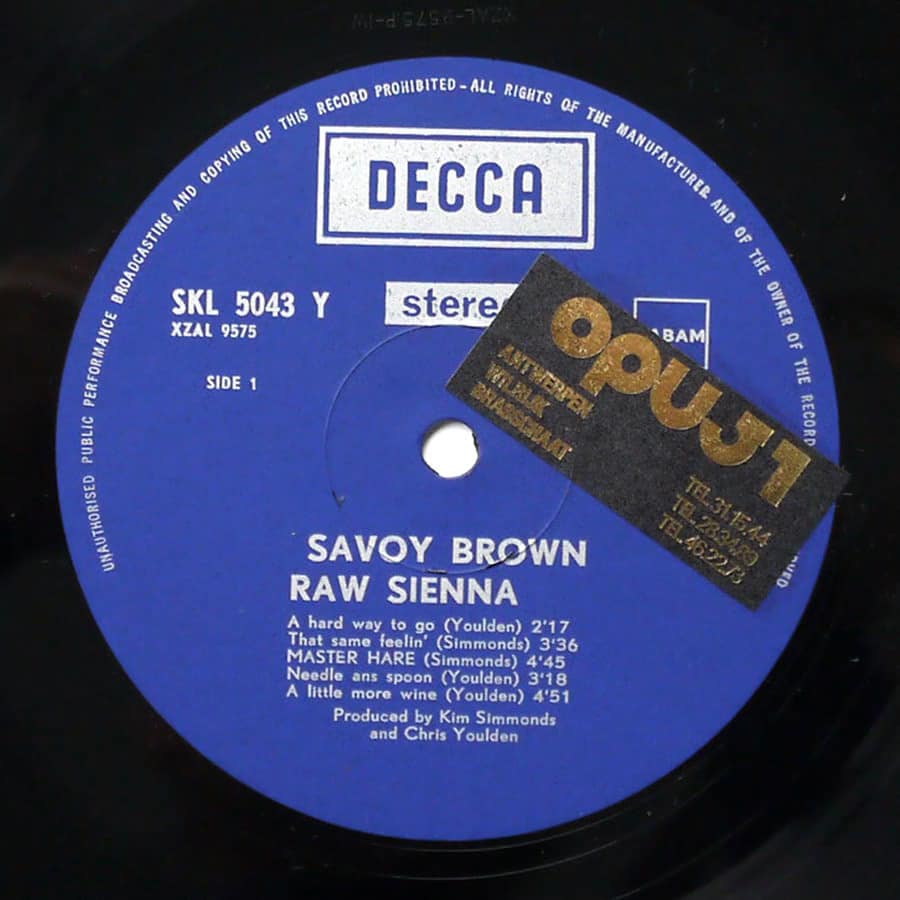 XZAL-9575.P-1W
UNAUTHORISED PUBLIC PERFORMANCE BROADCASTING AND COPYING OF THIS RECORD PROHIBITED-ALL RIGHTS OF THE MANUFACTURER AND OF THE OWNER OF THE RECORD
DECCA
SKL 5043 Y
stere
XZAL 9575
BAM
SIDE 1
opus 1
ANTWERPEN
WILRIJK
BRASSCHAAT
TEL.31.15.44
TEL.
TEL.46.22.73
SAVOY BROWN
RAW SIENNA
A hard way to go (Youlden) 2'17
That same feelin' (Simmonds) 3'36
MASTER HARE (Simmonds) 4'45
Needle ans spoon (Youlden) 3'18
A little more wine (Youlden) 4'51
Produced by Kim Simmonds
and Chris Youlden